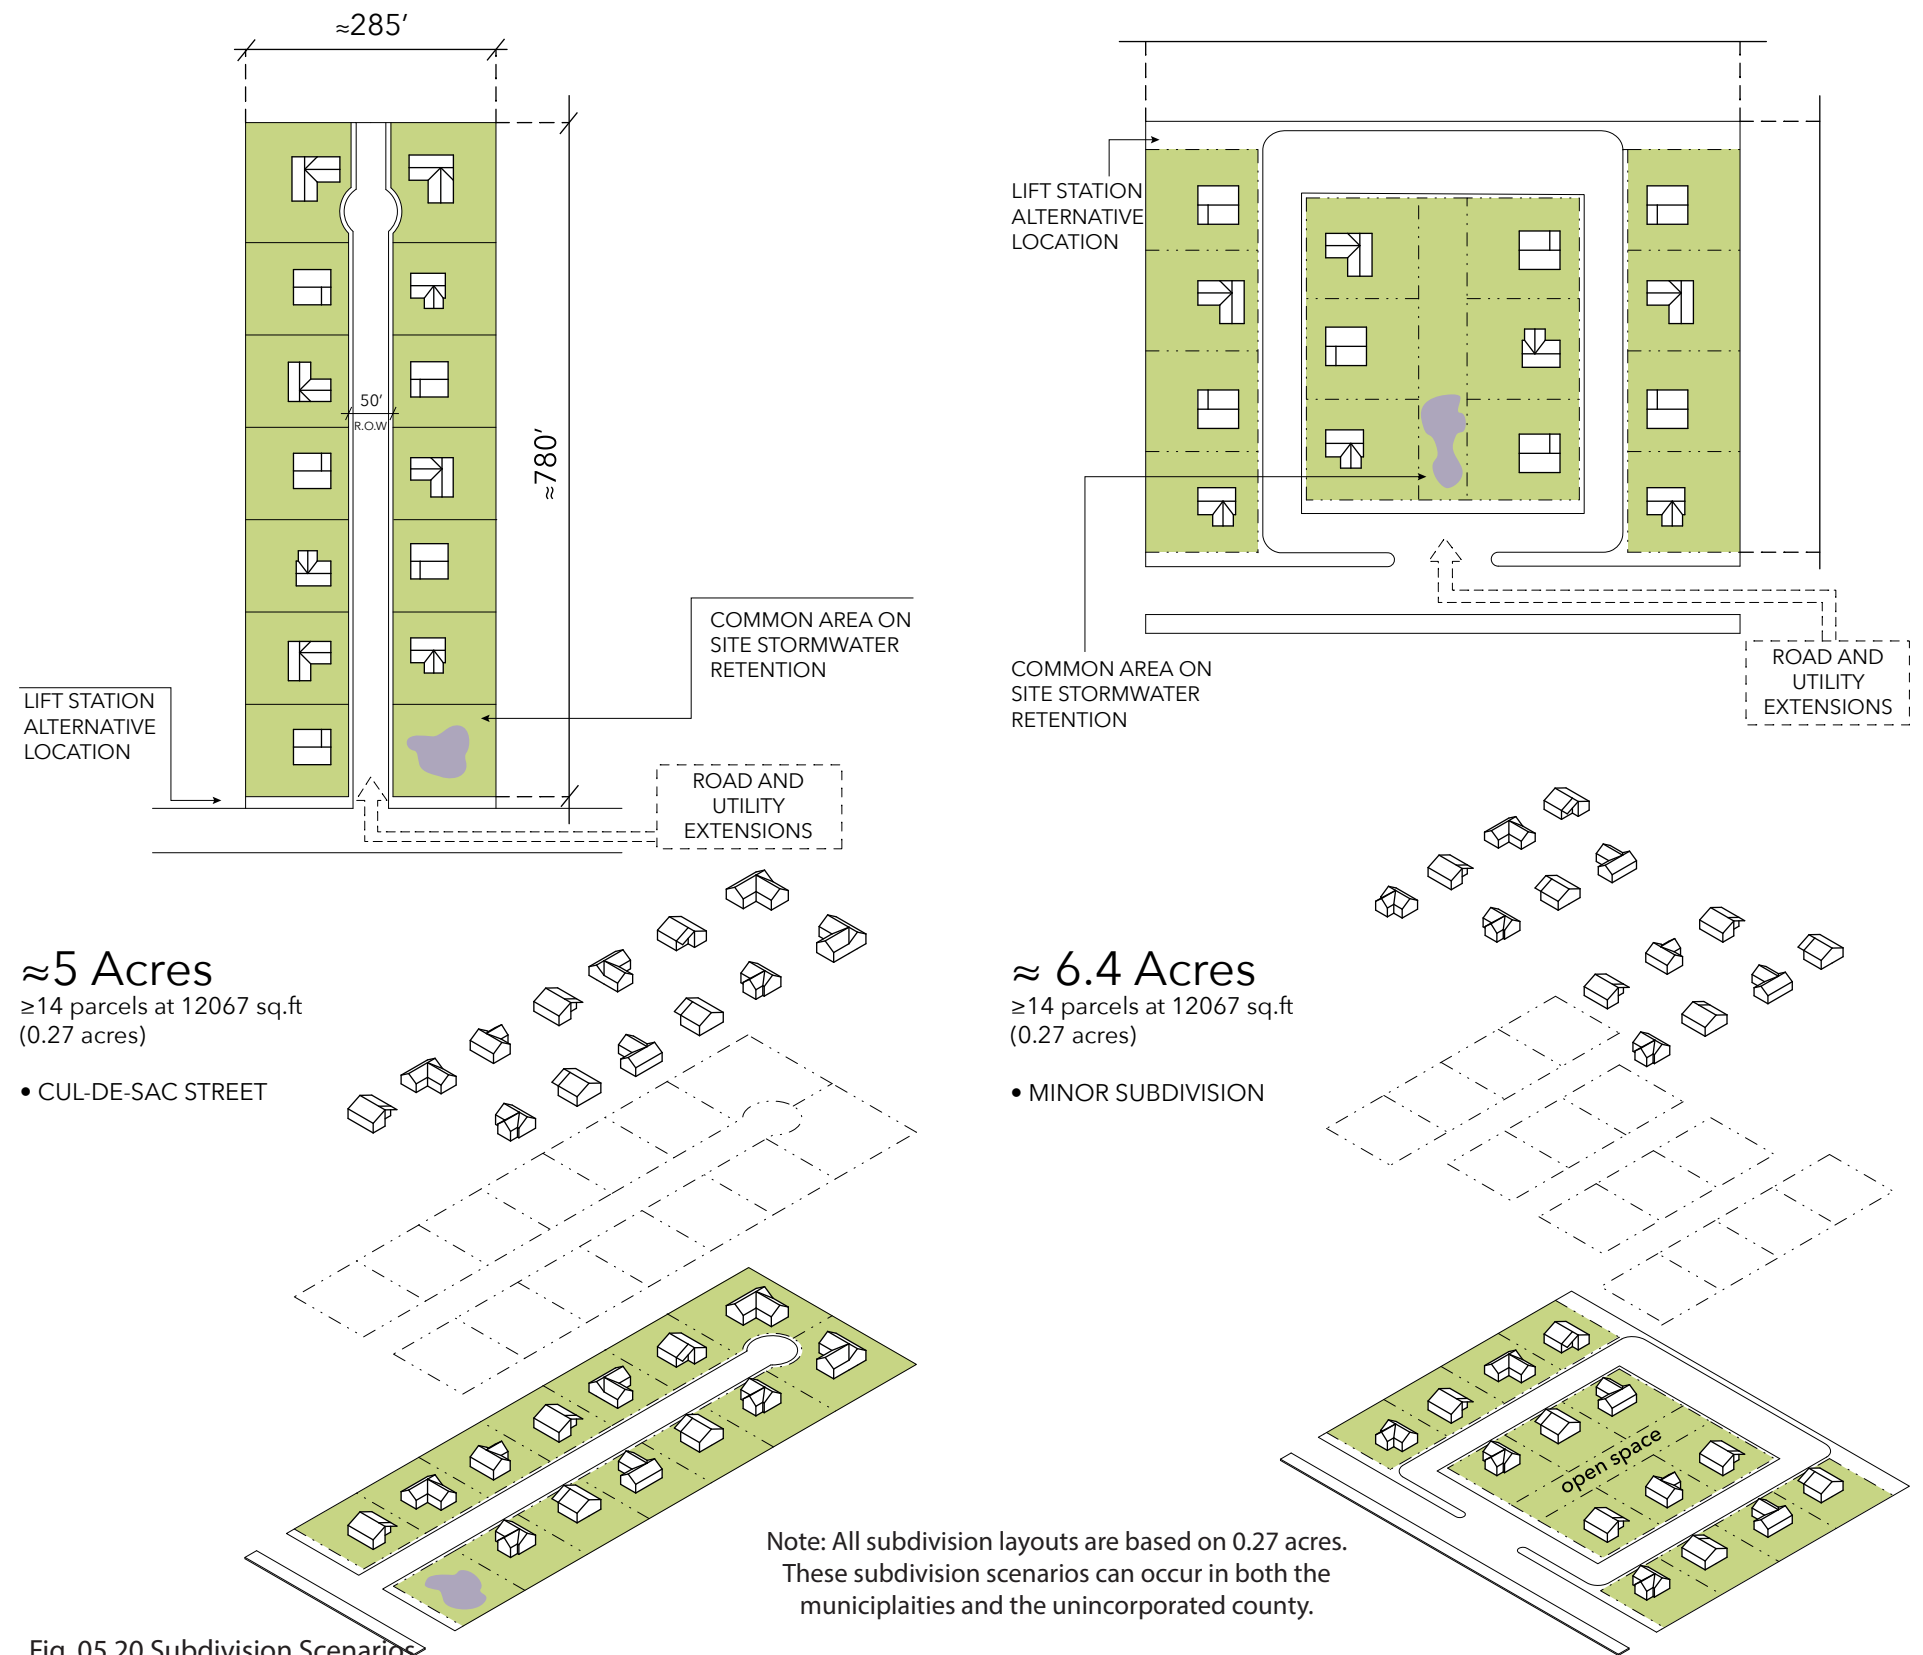 ≈285’
50’
R.O.W
≈780’
COMMON AREA ON
SITE STORMWATER
RETENTION
LIFT STATION
ALTERNATIVE
LOCATION
ROAD AND
UTILITY
EXTENSIONS
≈5 Acres
≥14 parcels at 12067 sq.ft
(0.27 acres)
• CUL-DE-SAC STREET
LIFT STATION
ALTERNATIVE
LOCATION
COMMON AREA ON
SITE STORMWATER
RETENTION
ROAD AND
UTILITY
EXTENSIONS
≈ 6.4 Acres
≥14 parcels at 12067 sq.ft
(0.27 acres)
• MINOR SUBDIVISION
open space
Note: All subdivision layouts are based on 0.27 acres.
These subdivision scenarios can occur in both the
municiplaities and the unincorporated county.
Fig. 05.20 Subdivision Scenarios